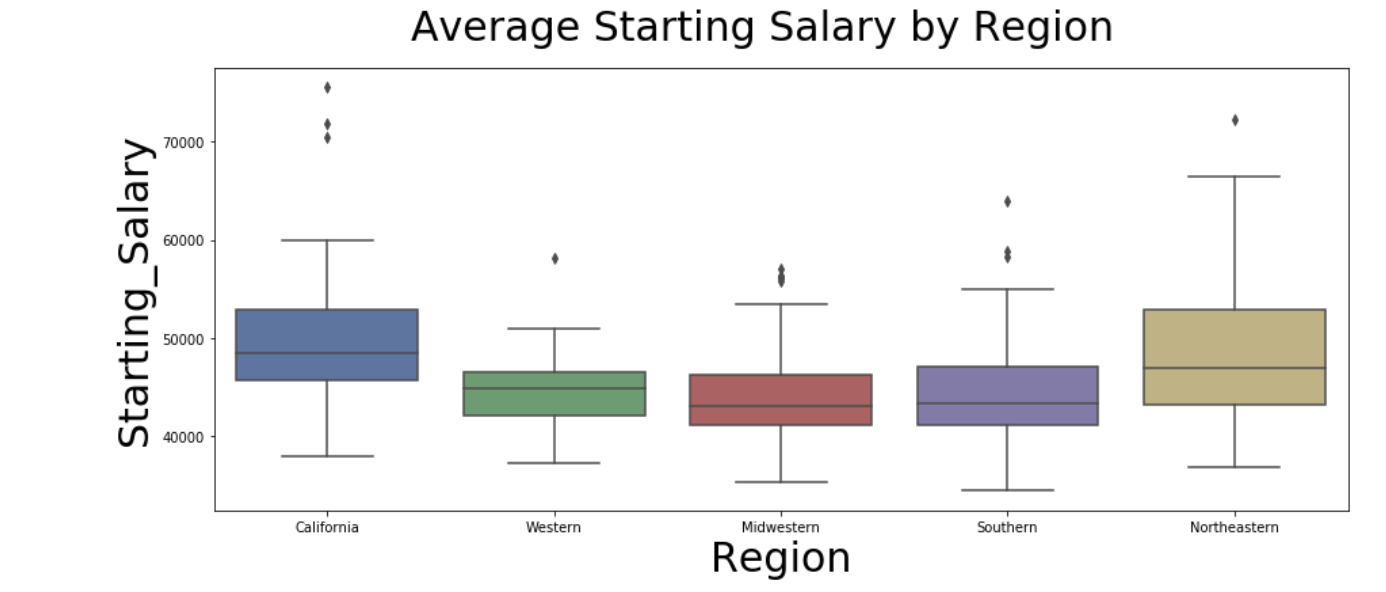 Average Starting Salary by Region
Starting_Salary
70000
60000
50000
40000
California Western Midwestern Southern Northeastern
Region